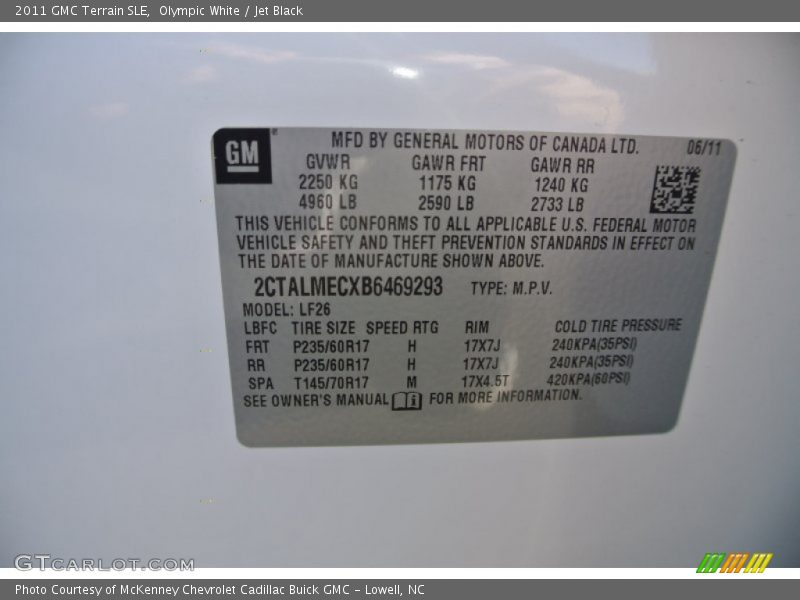 2011 GMC Terrain SLE, Olympic White / Jet Black
GM
MFD BY GENERAL MOTORS OF CANADA LTD. 06/11
GVWR GAWR FRT GAWR RR
2250 KG 1175 KG 1240 KG
4960 LB 2590 LB 2733 LB
THIS VEHICLE CONFORMS TO ALL APPLICABLE U.S. FEDERAL MOTOR
VEHICLE SAFETY AND THEFT PREVENTION STANDARDS IN EFFECT ON
THE DATE OF MANUFACTURE SHOWN ABOVE.
2CTALMECXB6469293 TYPE: M.P.V.
MODEL: LF26
LBFC TIRE SIZE SPEED RTG RIM COLD TIRE PRESSURE
FRT P235/60R17 H 17X7J 240KPA(35PSI)
RR P235/60R17 H 17X7J 240KPA(35PSI)
SPA T145/70R17 M 17X4.5T 420KPA(60PSI)
SEE OWNER'S MANUAL FOR MORE INFORMATION.
GTCARLOT.COM
Photo Courtesy of McKenney Chevrolet Cadillac Buick GMC - Lowell, NC